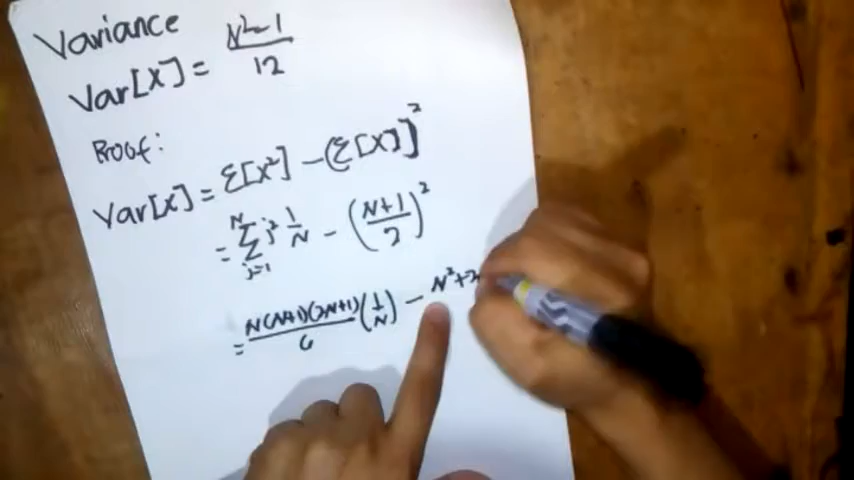 Variance
Var[X] = N²-1 / 12
Proof:
Var[X] = E[X²] - (E[X])²
= N Σ j=1 j² 1/N - (N+1 / 2)²
= N(N+1)(2N+1) / 6 (1/N) - N²+2